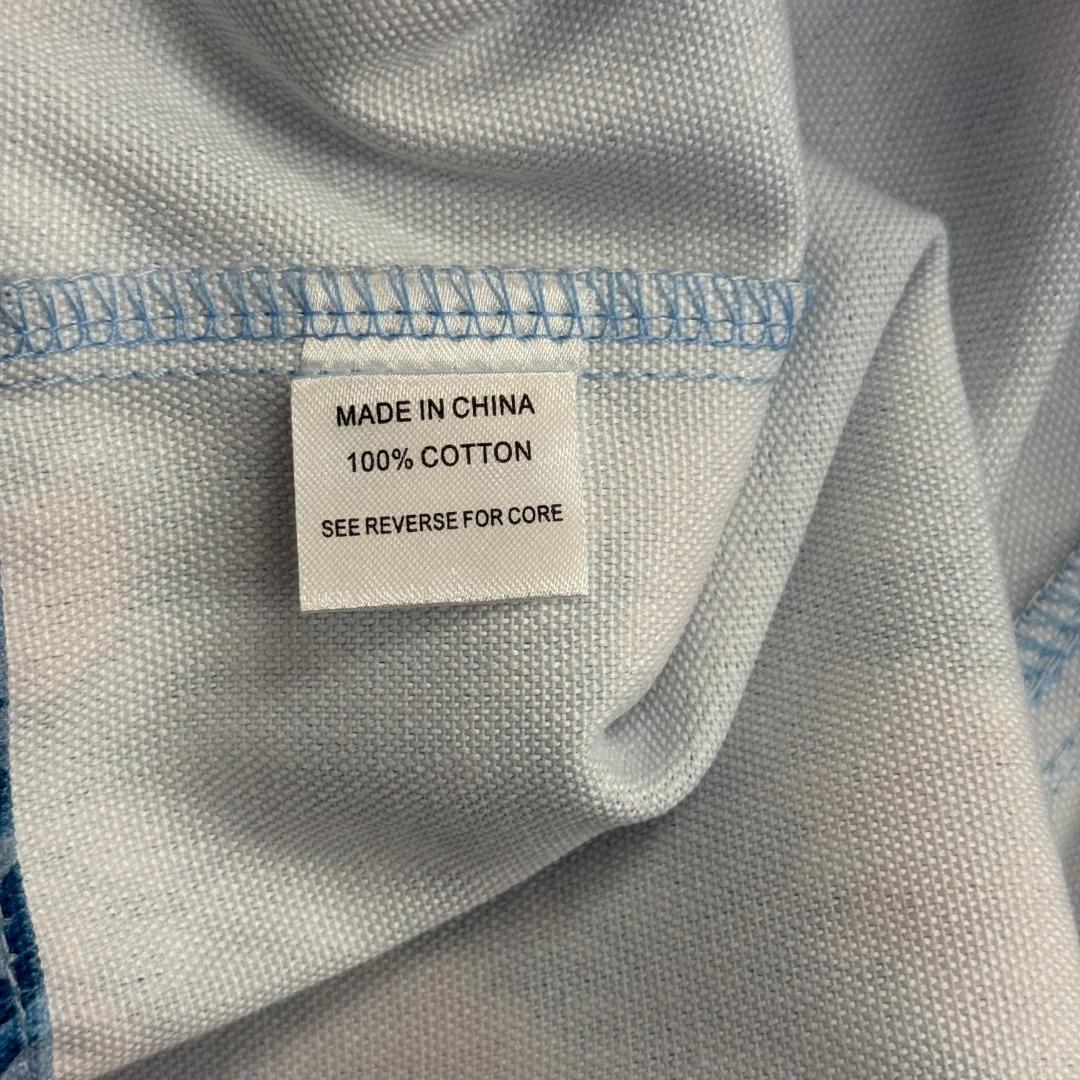 MADE IN CHINA
100% COTTON
SEE REVERSE FOR CORE